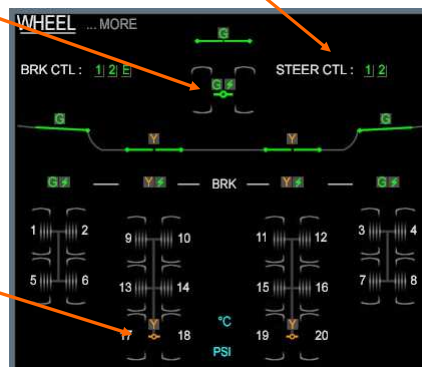 WHEEL ... MORE
G
BRK CTL : 1 2 E
G
STEER CTL : 1 2
G
Y
Y
G
G
Y
BRK
Y
G
1 2
9 10
11 12
3 4
5 6
13 14
15 16
7 8
Y
Y
17 18
°C
19 20
PSI